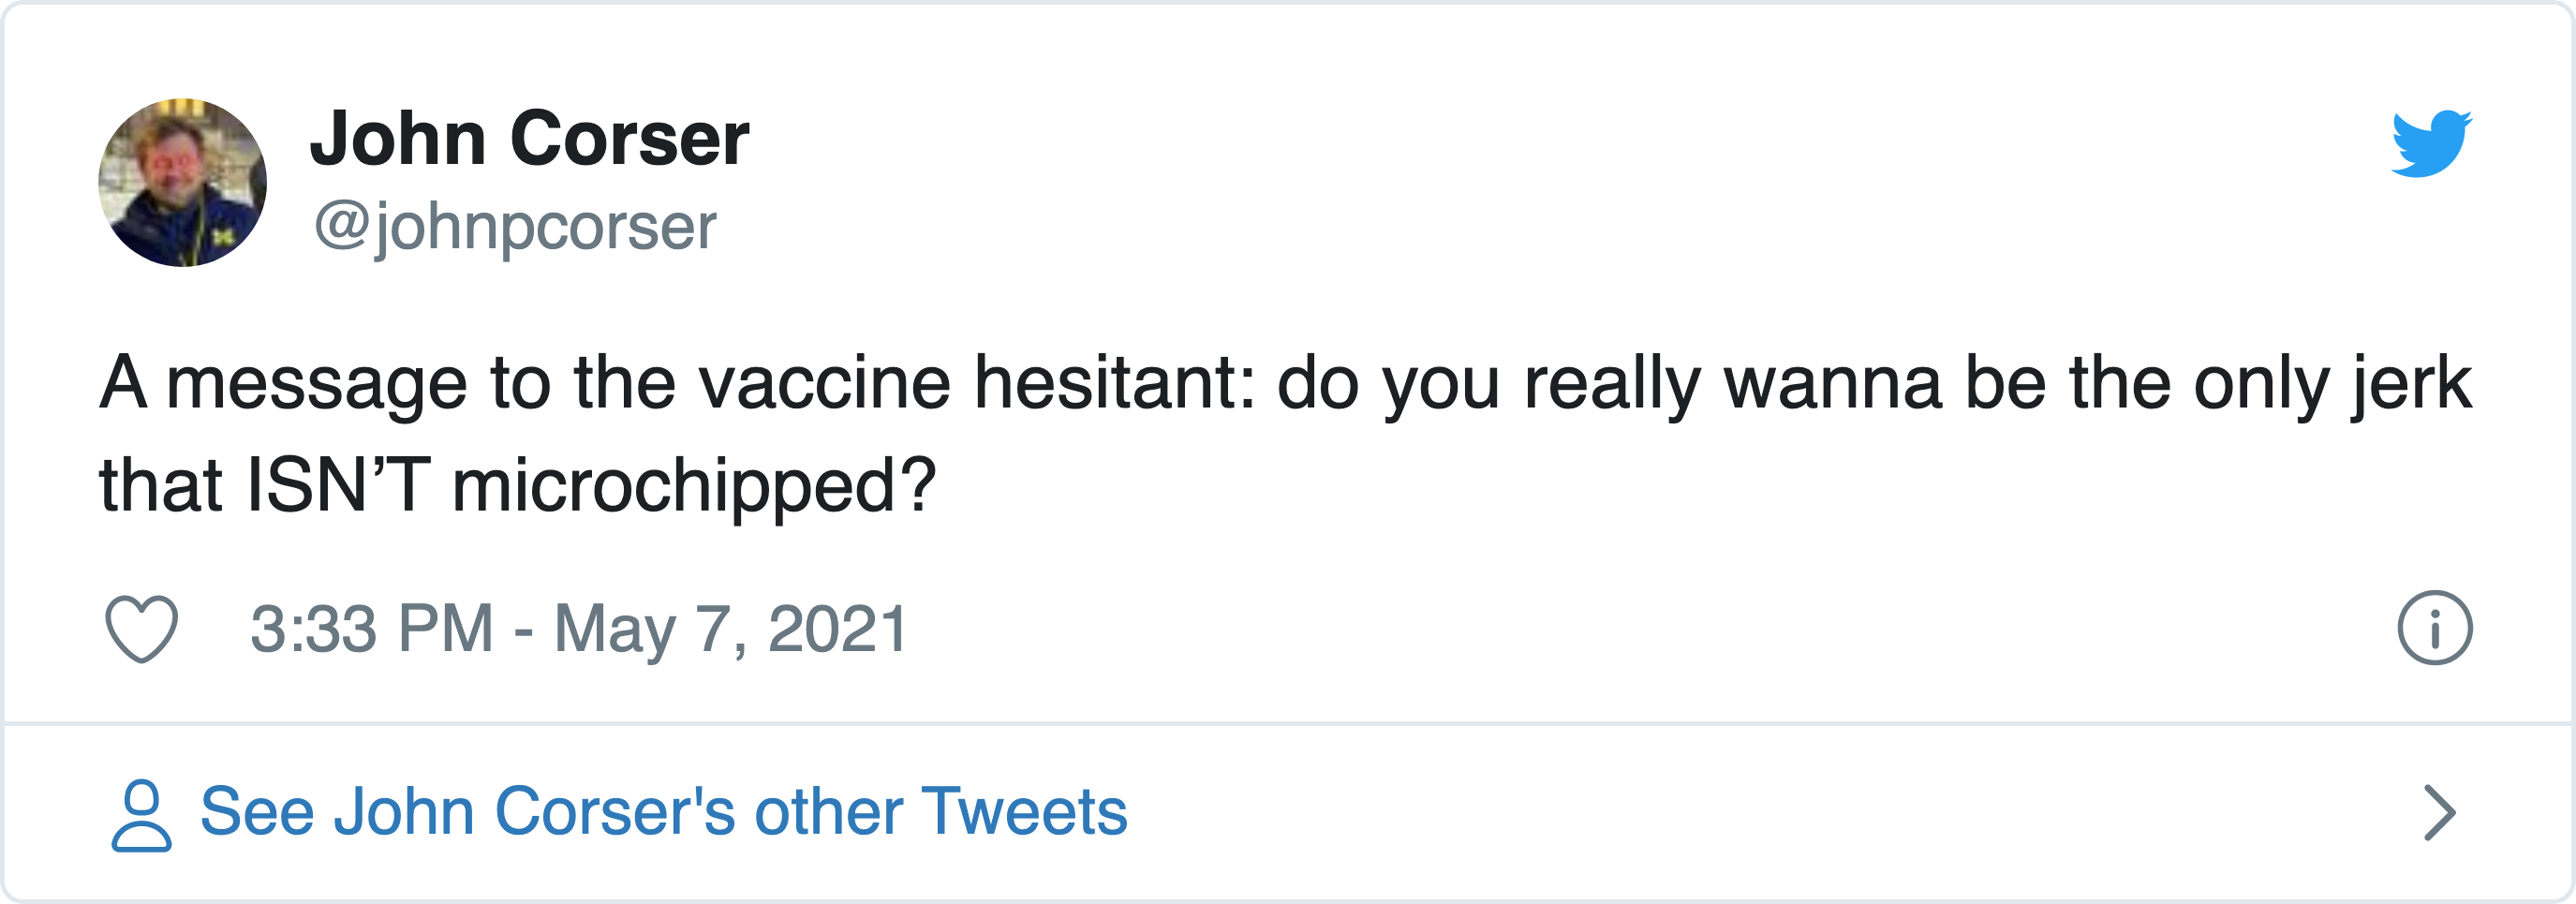 John Corser
@johnpcorser
A message to the vaccine hesitant: do you really wanna be the only jerk
that ISN’T microchipped?
3:33 PM - May 7, 2021
See John Corser's other Tweets